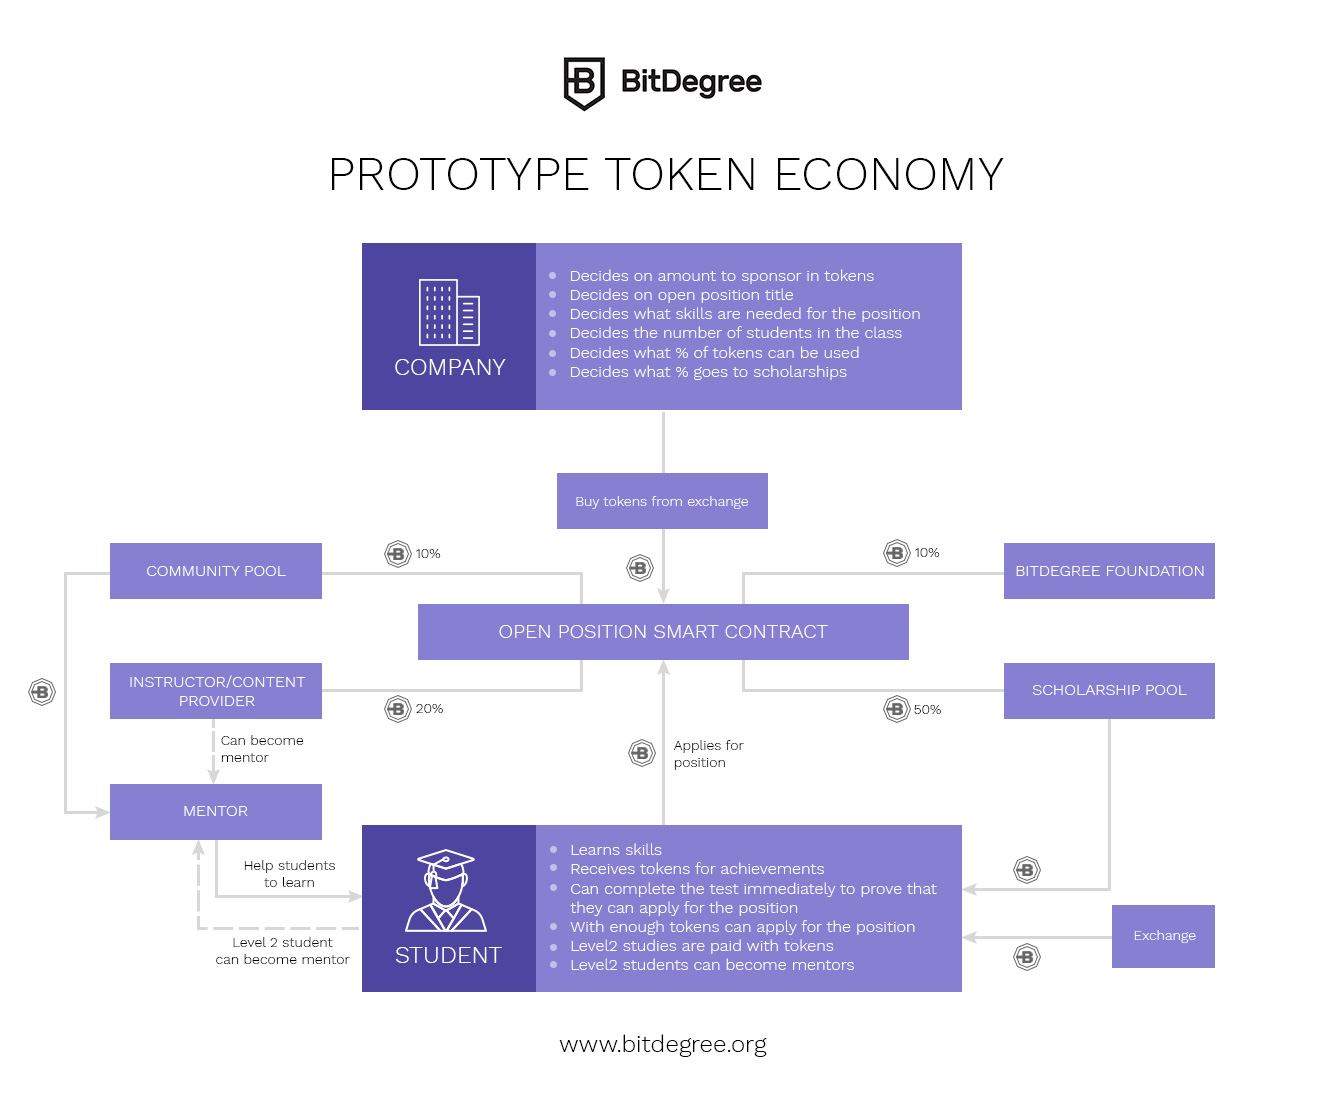 BitDegree
PROTOTYPE TOKEN ECONOMY
COMPANY
Decides on amount to sponsor in tokens
Decides on open position title
Decides what skills are needed for the position
Decides the number of students in the class
Decides what % of tokens can be used
Decides what % goes to scholarships
Buy tokens from exchange
COMMUNITY POOL
B 10%
B
B 10%
BITDEGREE FOUNDATION
OPEN POSITION SMART CONTRACT
B
INSTRUCTOR/CONTENT
PROVIDER
B 20%
B 50%
SCHOLARSHIP POOL
Can become
mentor
B
Applies for
position
MENTOR
Help students
to learn
Level 2 student
can become mentor
STUDENT
Learns skills
Receives tokens for achievements
Can complete the test immediately to prove that
they can apply for the position
With enough tokens can apply for the position
Level2 studies are paid with tokens
Level2 students can become mentors
B
Exchange
B
www.bitdegree.org